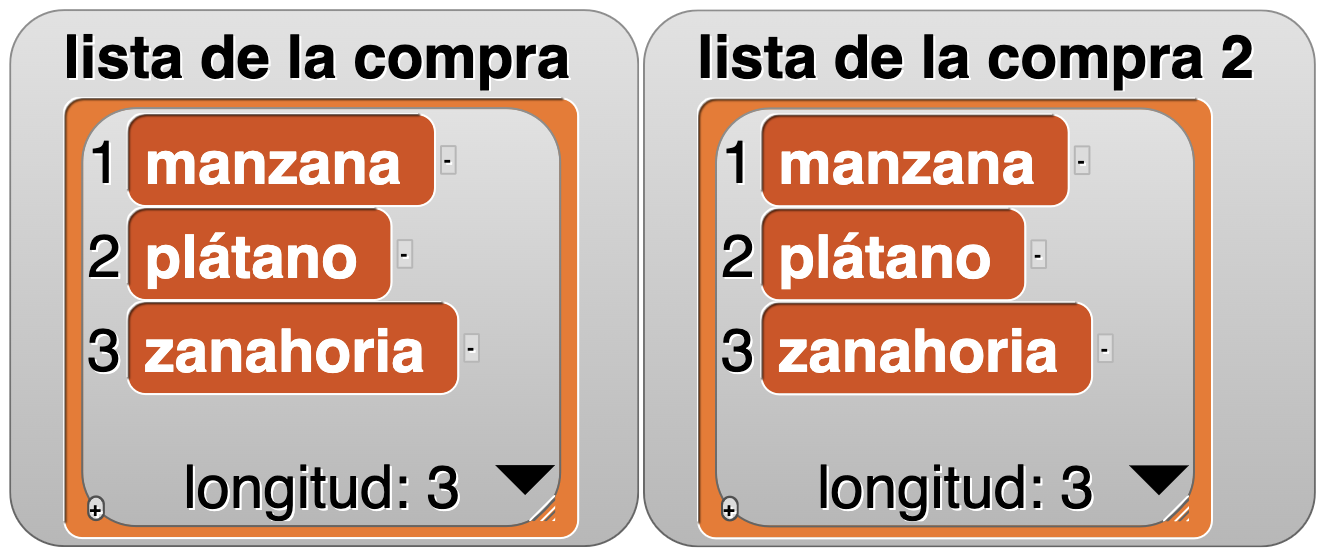 lista de la compra
1 manzana -
2 plátano -
3 zanahoria -
+ longitud: 3
lista de la compra 2
1 manzana -
2 plátano -
3 zanahoria -
+ longitud: 3